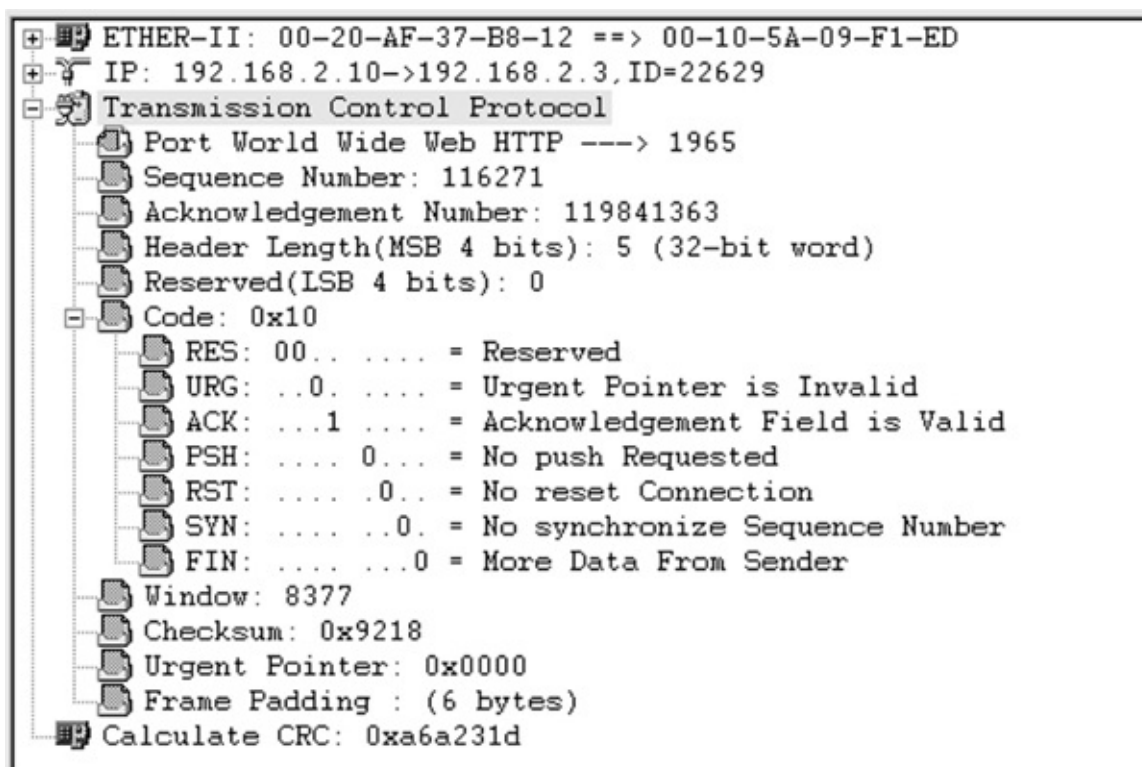 ETHER-II: 00-20-AF-37-B8-12 ==> 00-10-5A-09-F1-ED
IP: 192.168.2.10->192.168.2.3,ID=22629
Transmission Control Protocol
Port World Wide Web HTTP ---> 1965
Sequence Number: 116271
Acknowledgement Number: 119841363
Header Length(MSB 4 bits): 5 (32-bit word)
Reserved(LSB 4 bits): 0
Code: 0x10
RES: 00.. .... = Reserved
URG: ..0. .... = Urgent Pointer is Invalid
ACK: ...1 .... = Acknowledgement Field is Valid
PSH: .... 0... = No push Requested
RST: .... .0.. = No reset Connection
SYN: .... ..0. = No synchronize Sequence Number
FIN: .... ...0 = More Data From Sender
Window: 8377
Checksum: 0x9218
Urgent Pointer: 0x0000
Frame Padding : (6 bytes)
Calculate CRC: 0xa6a231d